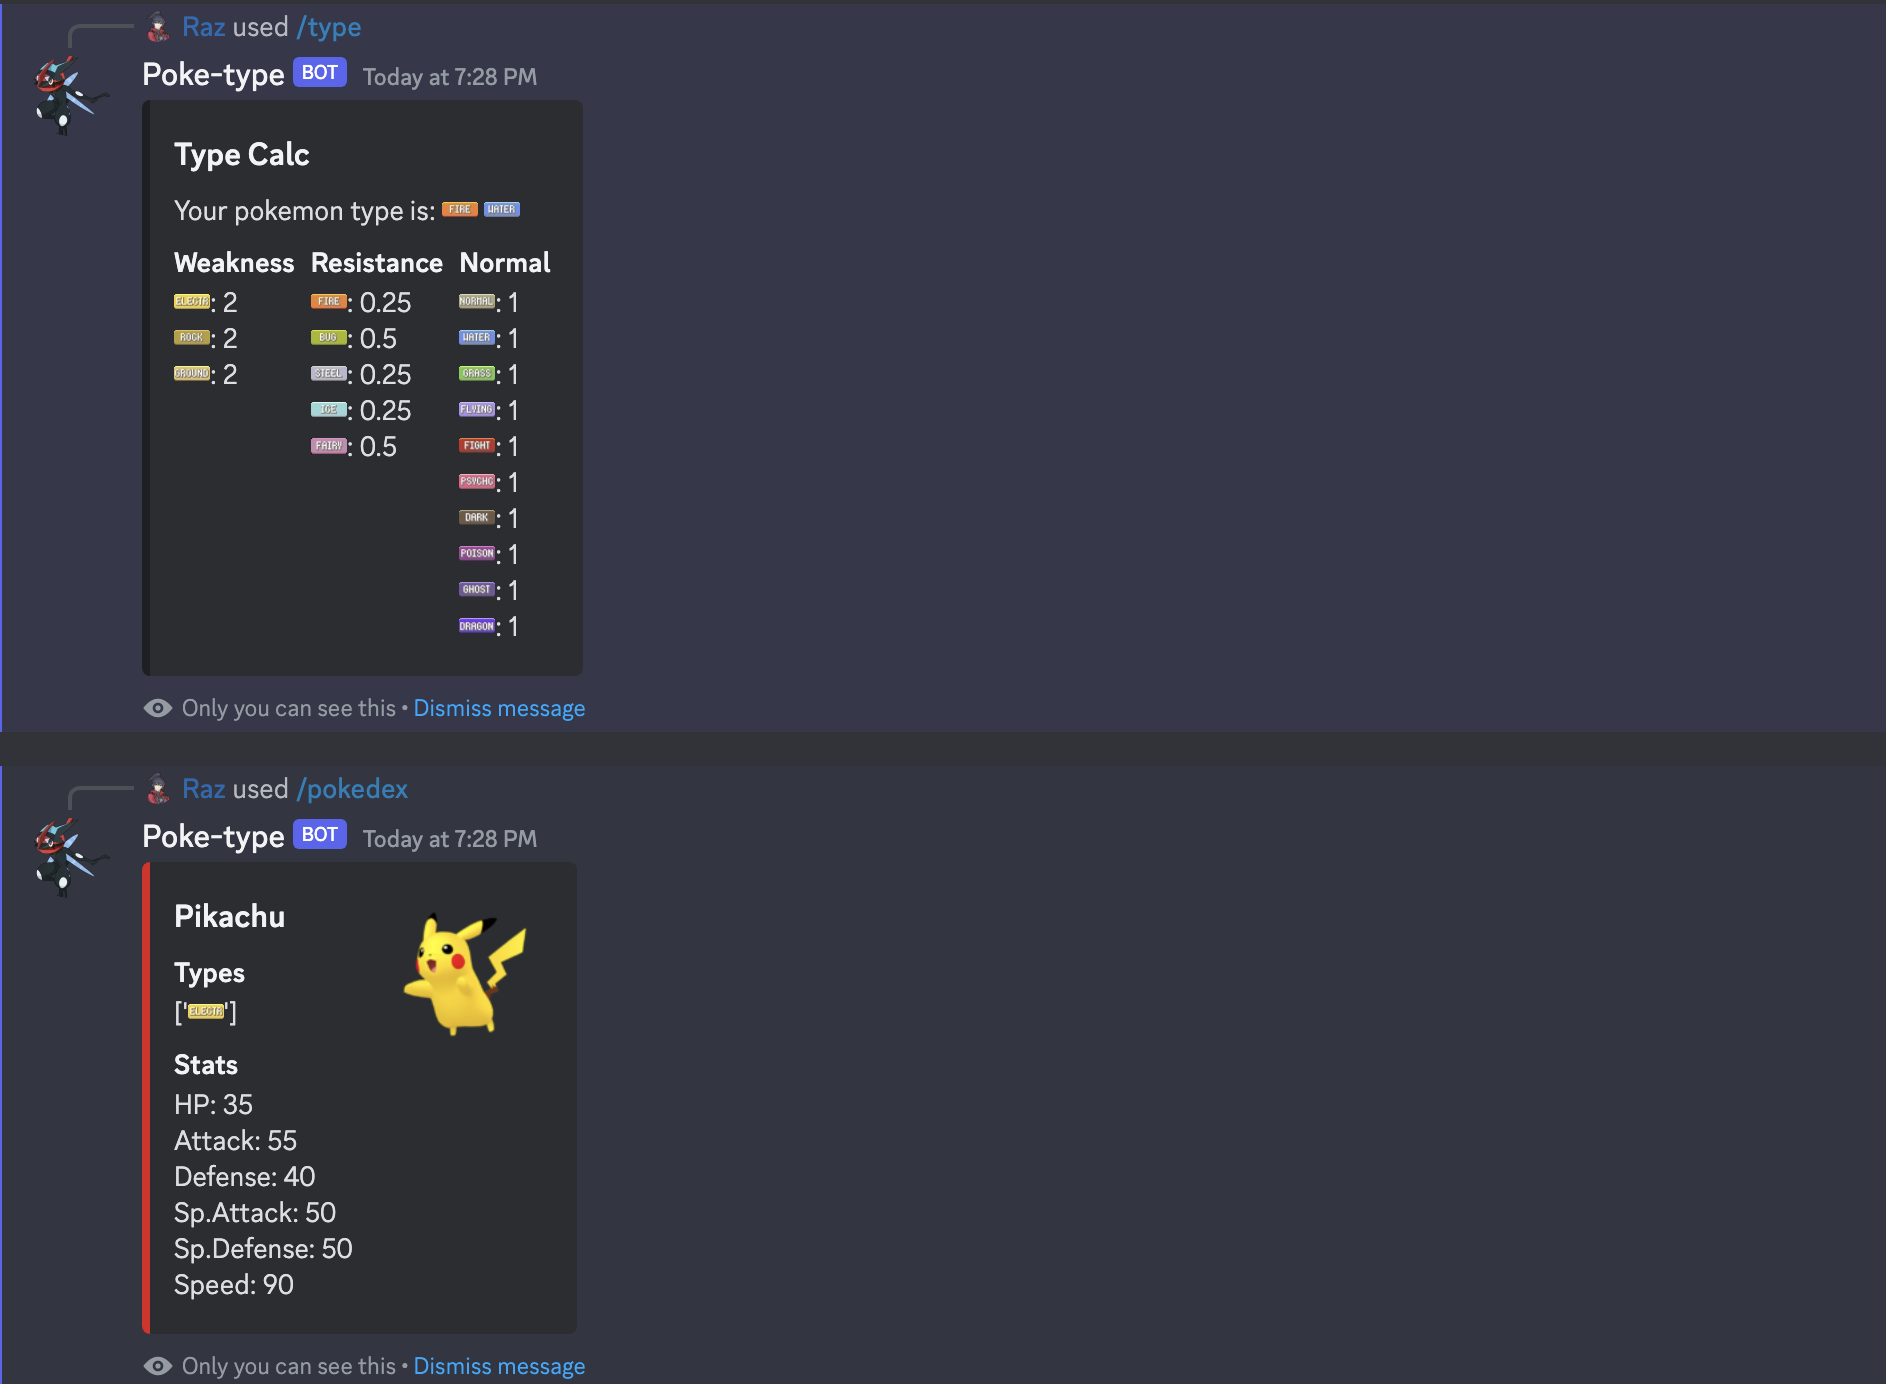 Raz used /type
Poke-type BOT Today at 7:28 PM
Type Calc
Your pokemon type is: FIRE WATER
Weakness Resistance Normal
ELECTR: 2 FIRE: 0.25 NORMAL: 1
ROCK: 2 BUG: 0.5 WATER: 1
GROUND: 2 STEEL: 0.25 GRASS: 1
ICE: 0.25 FLYING: 1
FAIRY: 0.5 FIGHT: 1
PSYCHC: 1
DARK: 1
POISON: 1
GHOST: 1
DRAGON: 1
Only you can see this • Dismiss message
Raz used /pokedex
Poke-type BOT Today at 7:28 PM
Pikachu
Types
['ELECTR']
Stats
HP: 35
Attack: 55
Defense: 40
Sp.Attack: 50
Sp.Defense: 50
Speed: 90
Only you can see this • Dismiss message